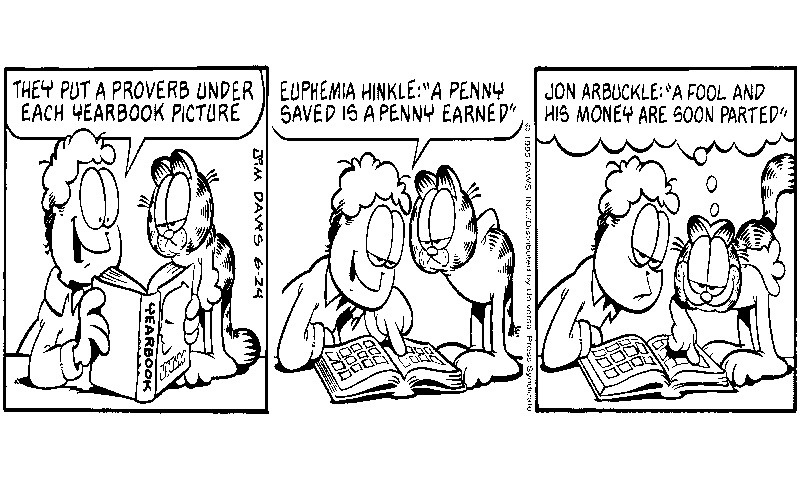 THEY PUT A PROVERB UNDER
EACH YEARBOOK PICTURE
YEARBOOK
JIM DAVIS 6-24
EUPHEMIA HINKLE: "A PENNY
SAVED IS A PENNY EARNED"
© 1995 PAWS, INC./Distributed by Universal Press Syndicate
JON ARBUCKLE: "A FOOL AND
HIS MONEY ARE SOON PARTED"